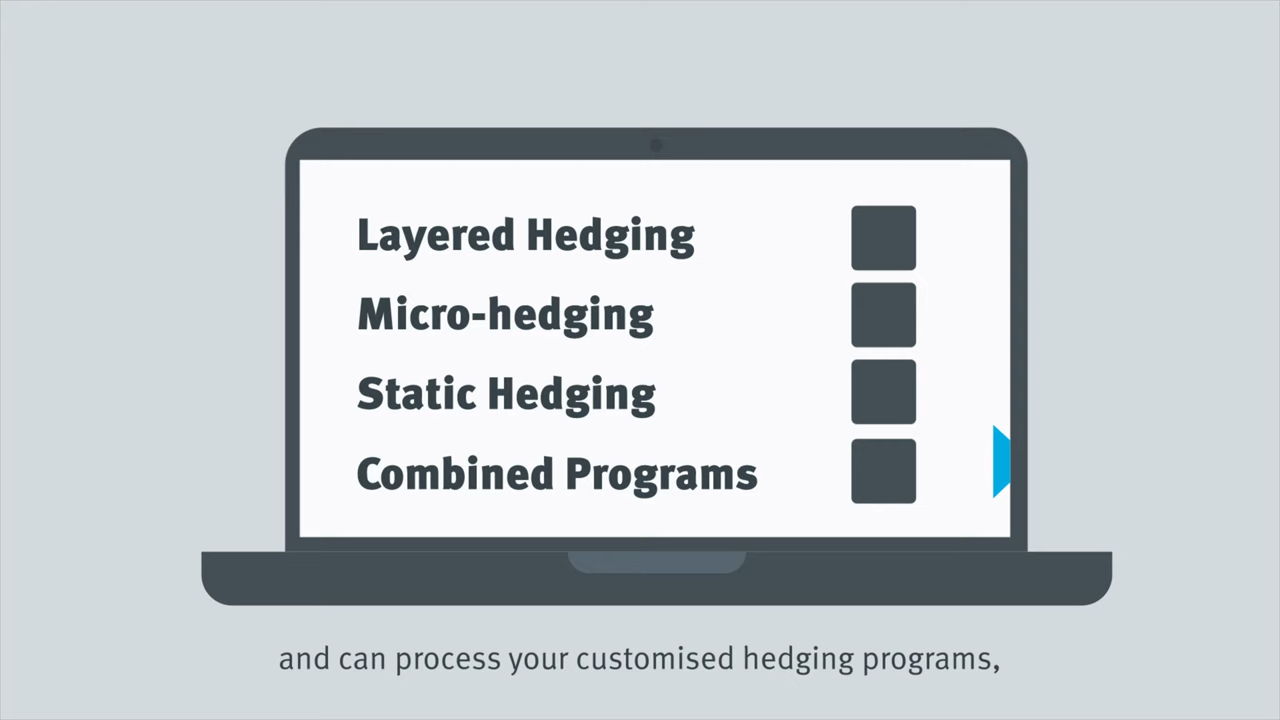 Layered Hedging
Micro-hedging
Static Hedging
Combined Programs
and can process your customised hedging programs,